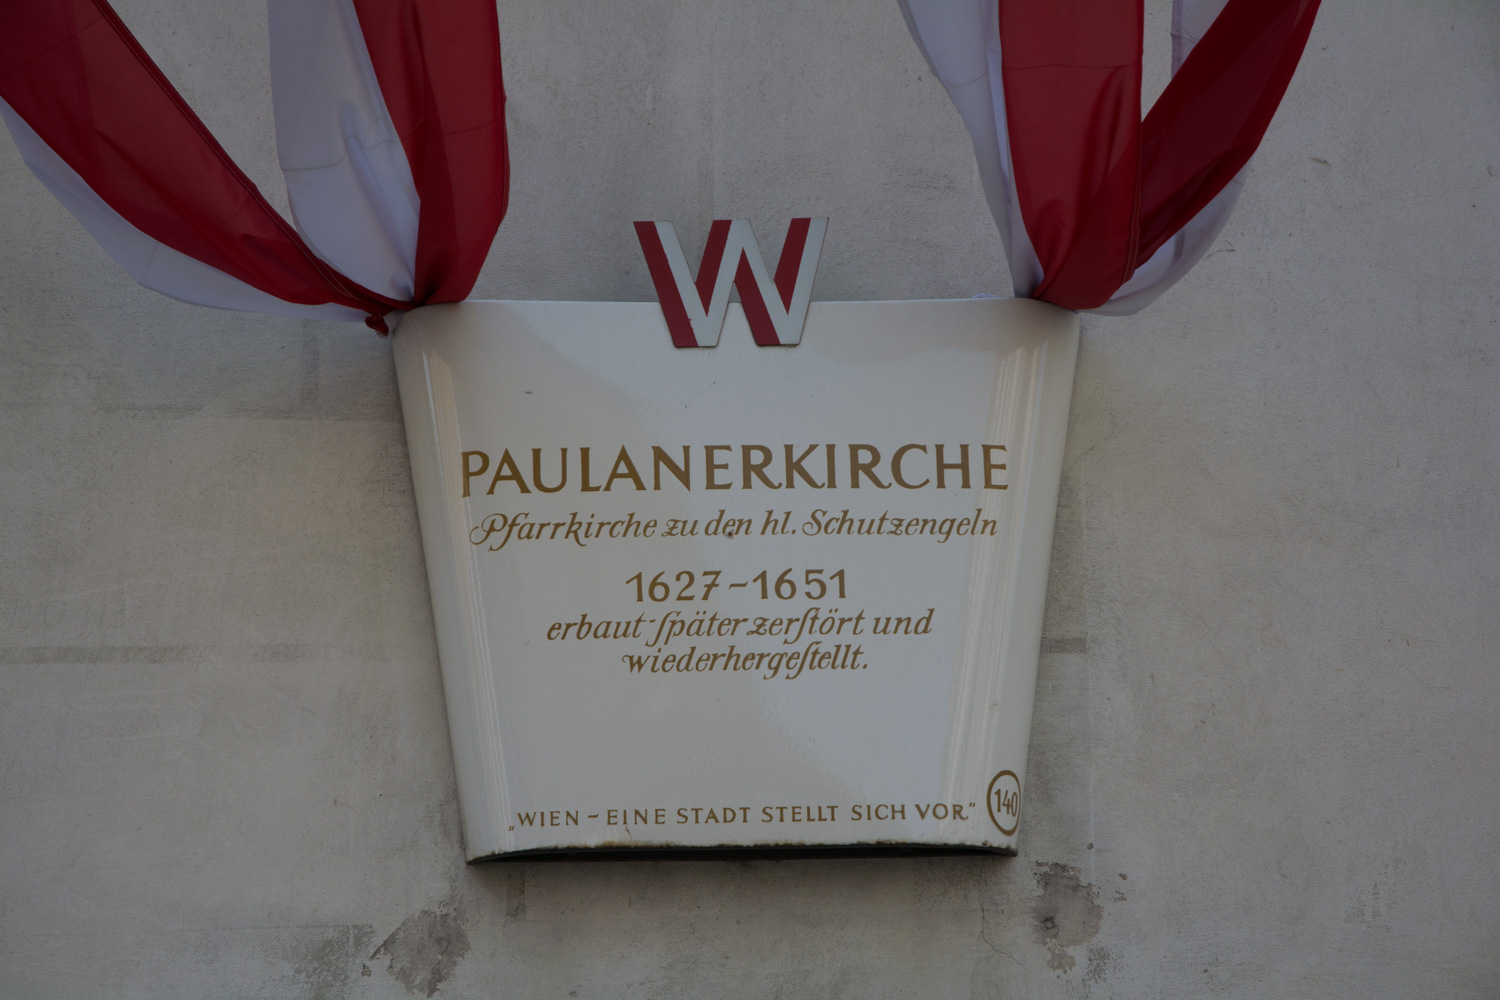 W
PAULANERKIRCHE
Pfarrkirche zu den hl. Schutzengeln
1627-1651
erbaut-ſpäter zerſtört und
wiederhergeſtellt.
„WIEN - EINE STADT STELLT SICH VOR“
140